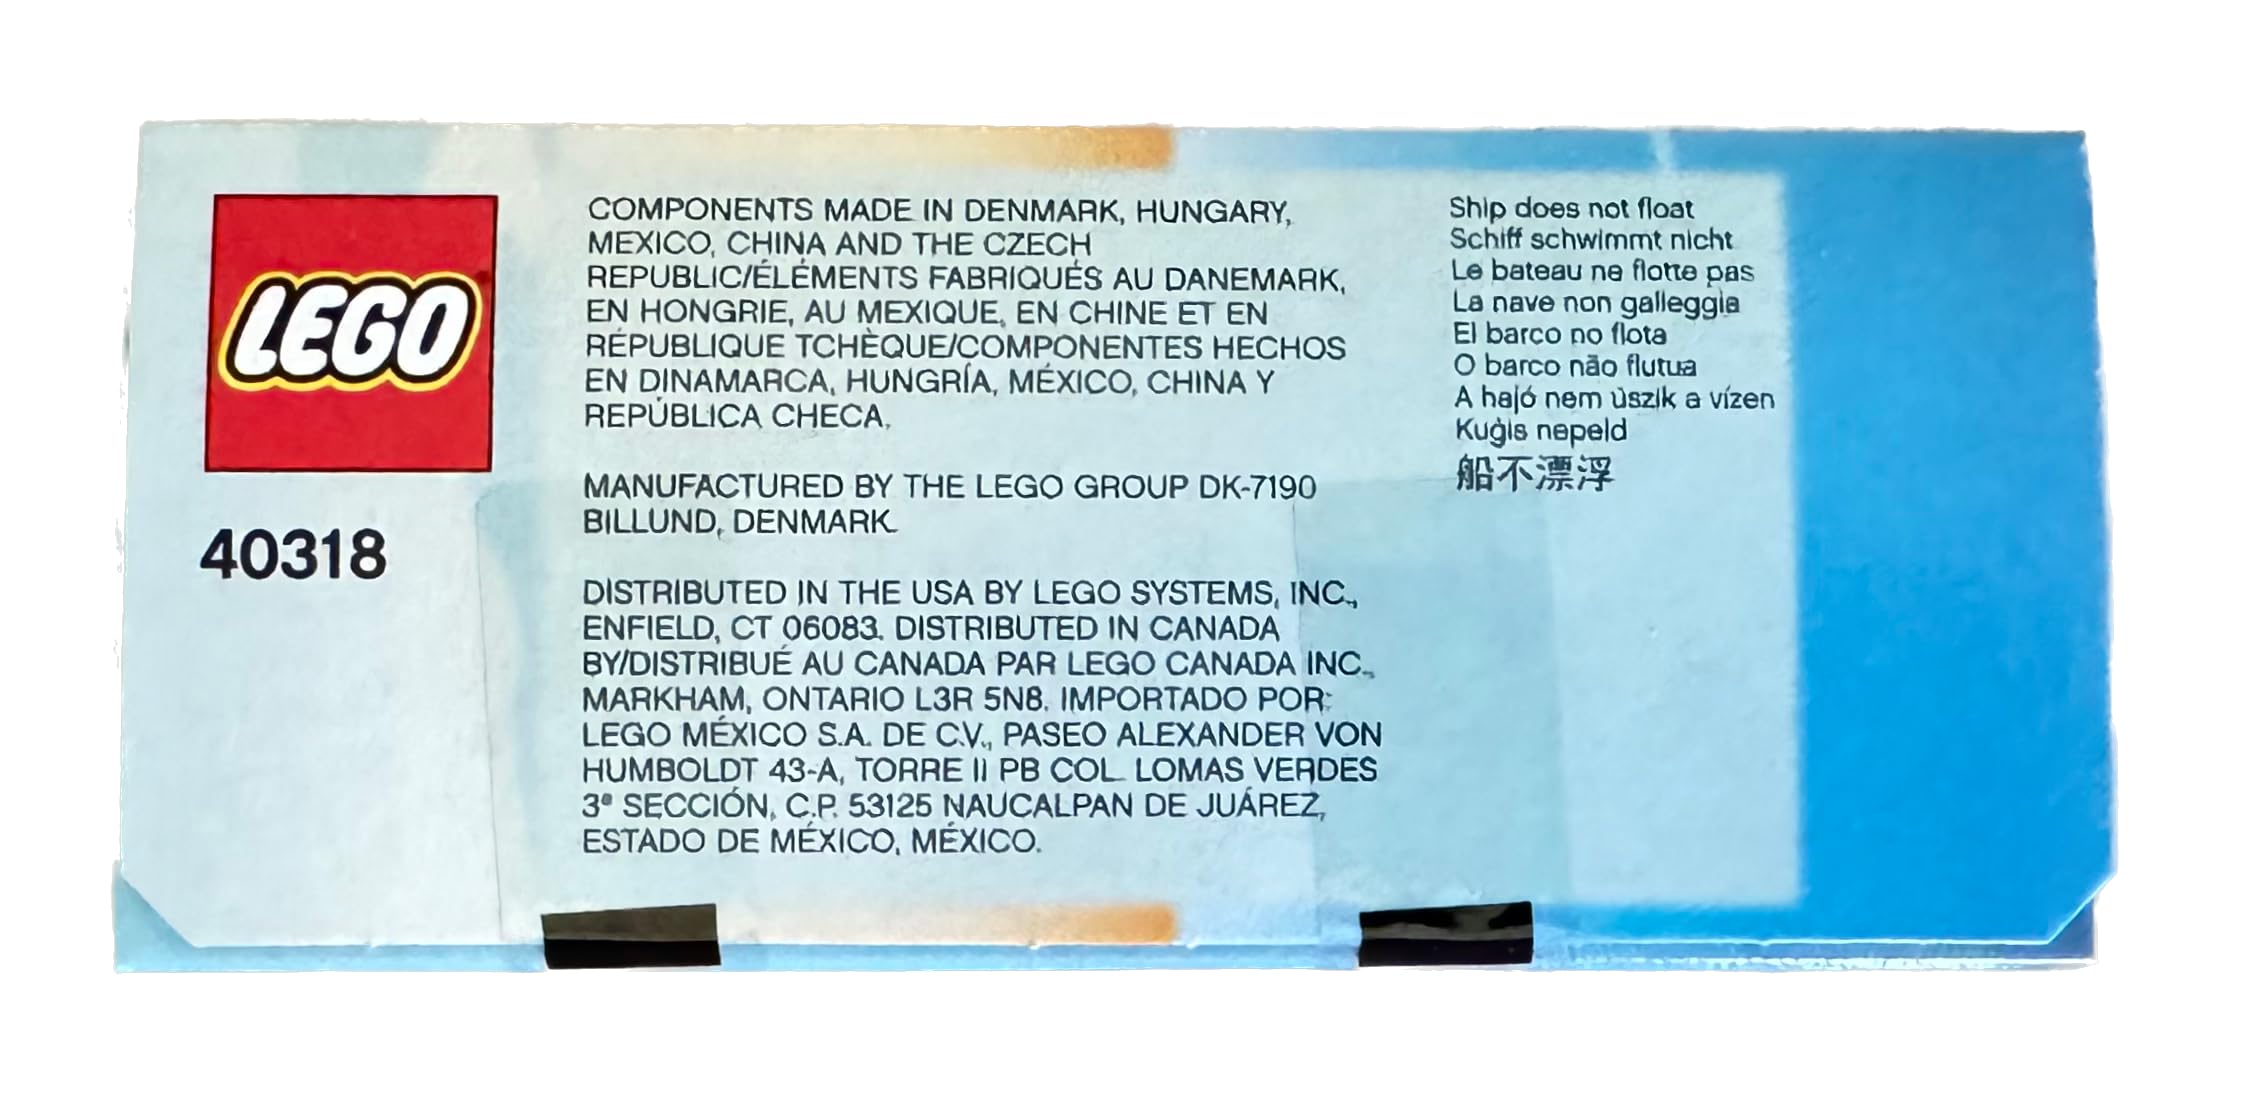 LEGO
40318
COMPONENTS MADE IN DENMARK, HUNGARY,
MEXICO, CHINA AND THE CZECH
REPUBLIC/ÉLÉMENTS FABRIQUÉS AU DANEMARK,
EN HONGRIE, AU MEXIQUE, EN CHINE ET EN
RÉPUBLIQUE TCHÈQUE/COMPONENTES HECHOS
EN DINAMARCA, HUNGRÍA, MÉXICO, CHINA Y
REPÚBLICA CHECA.
MANUFACTURED BY THE LEGO GROUP DK-7190
BILLUND, DENMARK.
DISTRIBUTED IN THE USA BY LEGO SYSTEMS, INC.,
ENFIELD, CT 06083. DISTRIBUTED IN CANADA
BY/DISTRIBUÉ AU CANADA PAR LEGO CANADA INC.,
MARKHAM, ONTARIO L3R 5N8. IMPORTADO POR:
LEGO MÉXICO S.A. DE C.V., PASEO ALEXANDER VON
HUMBOLDT 43-A, TORRE II PB COL. LOMAS VERDES
3ª SECCIÓN, C.P. 53125 NAUCALPAN DE JUÁREZ,
ESTADO DE MÉXICO, MÉXICO.
Ship does not float
Schiff schwimmt nicht
Le bateau ne flotte pas
La nave non galleggia
El barco no flota
O barco não flutua
A hajó nem úszik a vízen
Kuģis nepeld
船不漂浮